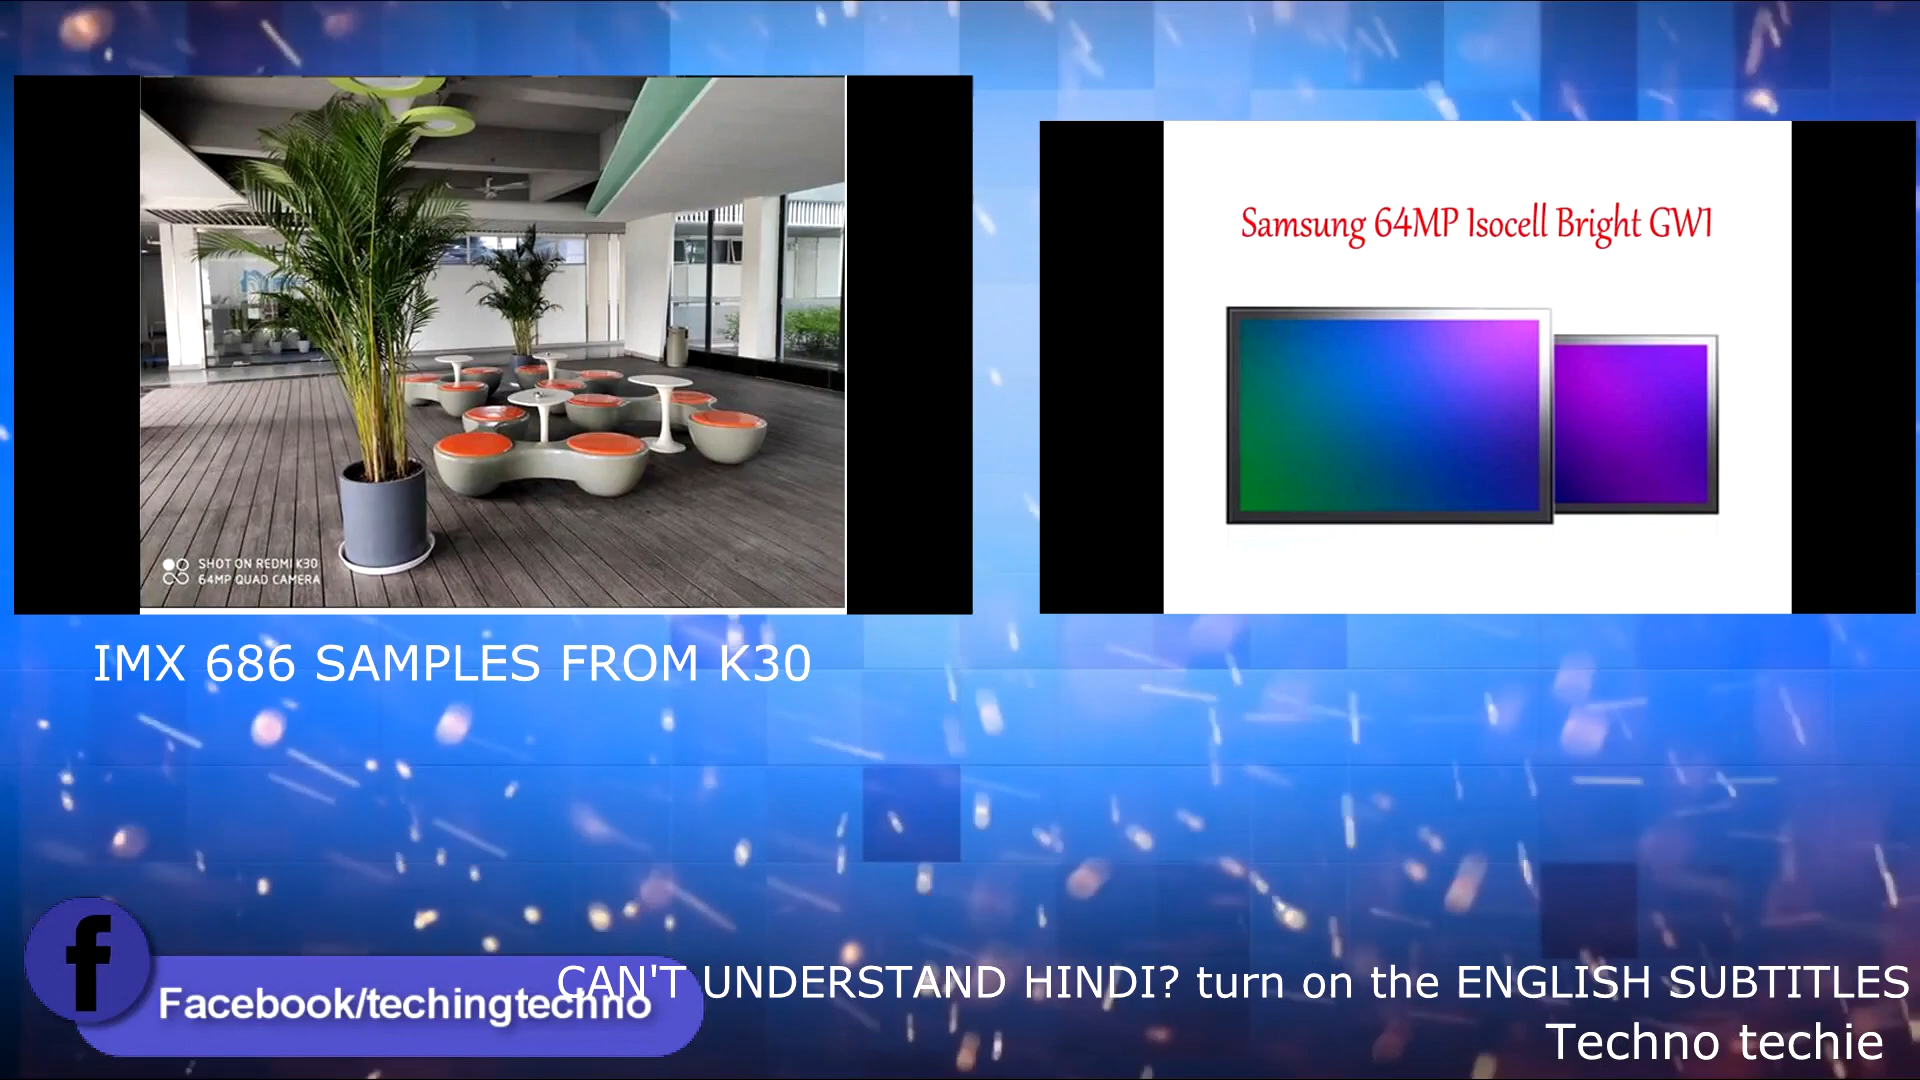 Samsung 64MP Isocell Bright GW1
SHOT ON REDMI K30
64MP QUAD CAMERA
IMX 686 SAMPLES FROM K30
f
Facebook/techingtechno
CAN'T UNDERSTAND HINDI? turn on the ENGLISH SUBTITLES
Techno techie